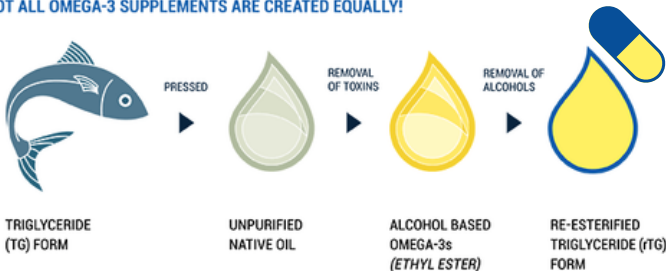 OT ALL OMEGA-3 SUPPLEMENTS ARE CREATED EQUALLY!
PRESSED
REMOVAL
OF TOXINS
REMOVAL OF
ALCOHOLS
TRIGLYCERIDE
(TG) FORM
UNPURIFIED
NATIVE OIL
ALCOHOL BASED
OMEGA-3s
(ETHYL ESTER)
RE-ESTERIFIED
TRIGLYCERIDE (rTG)
FORM